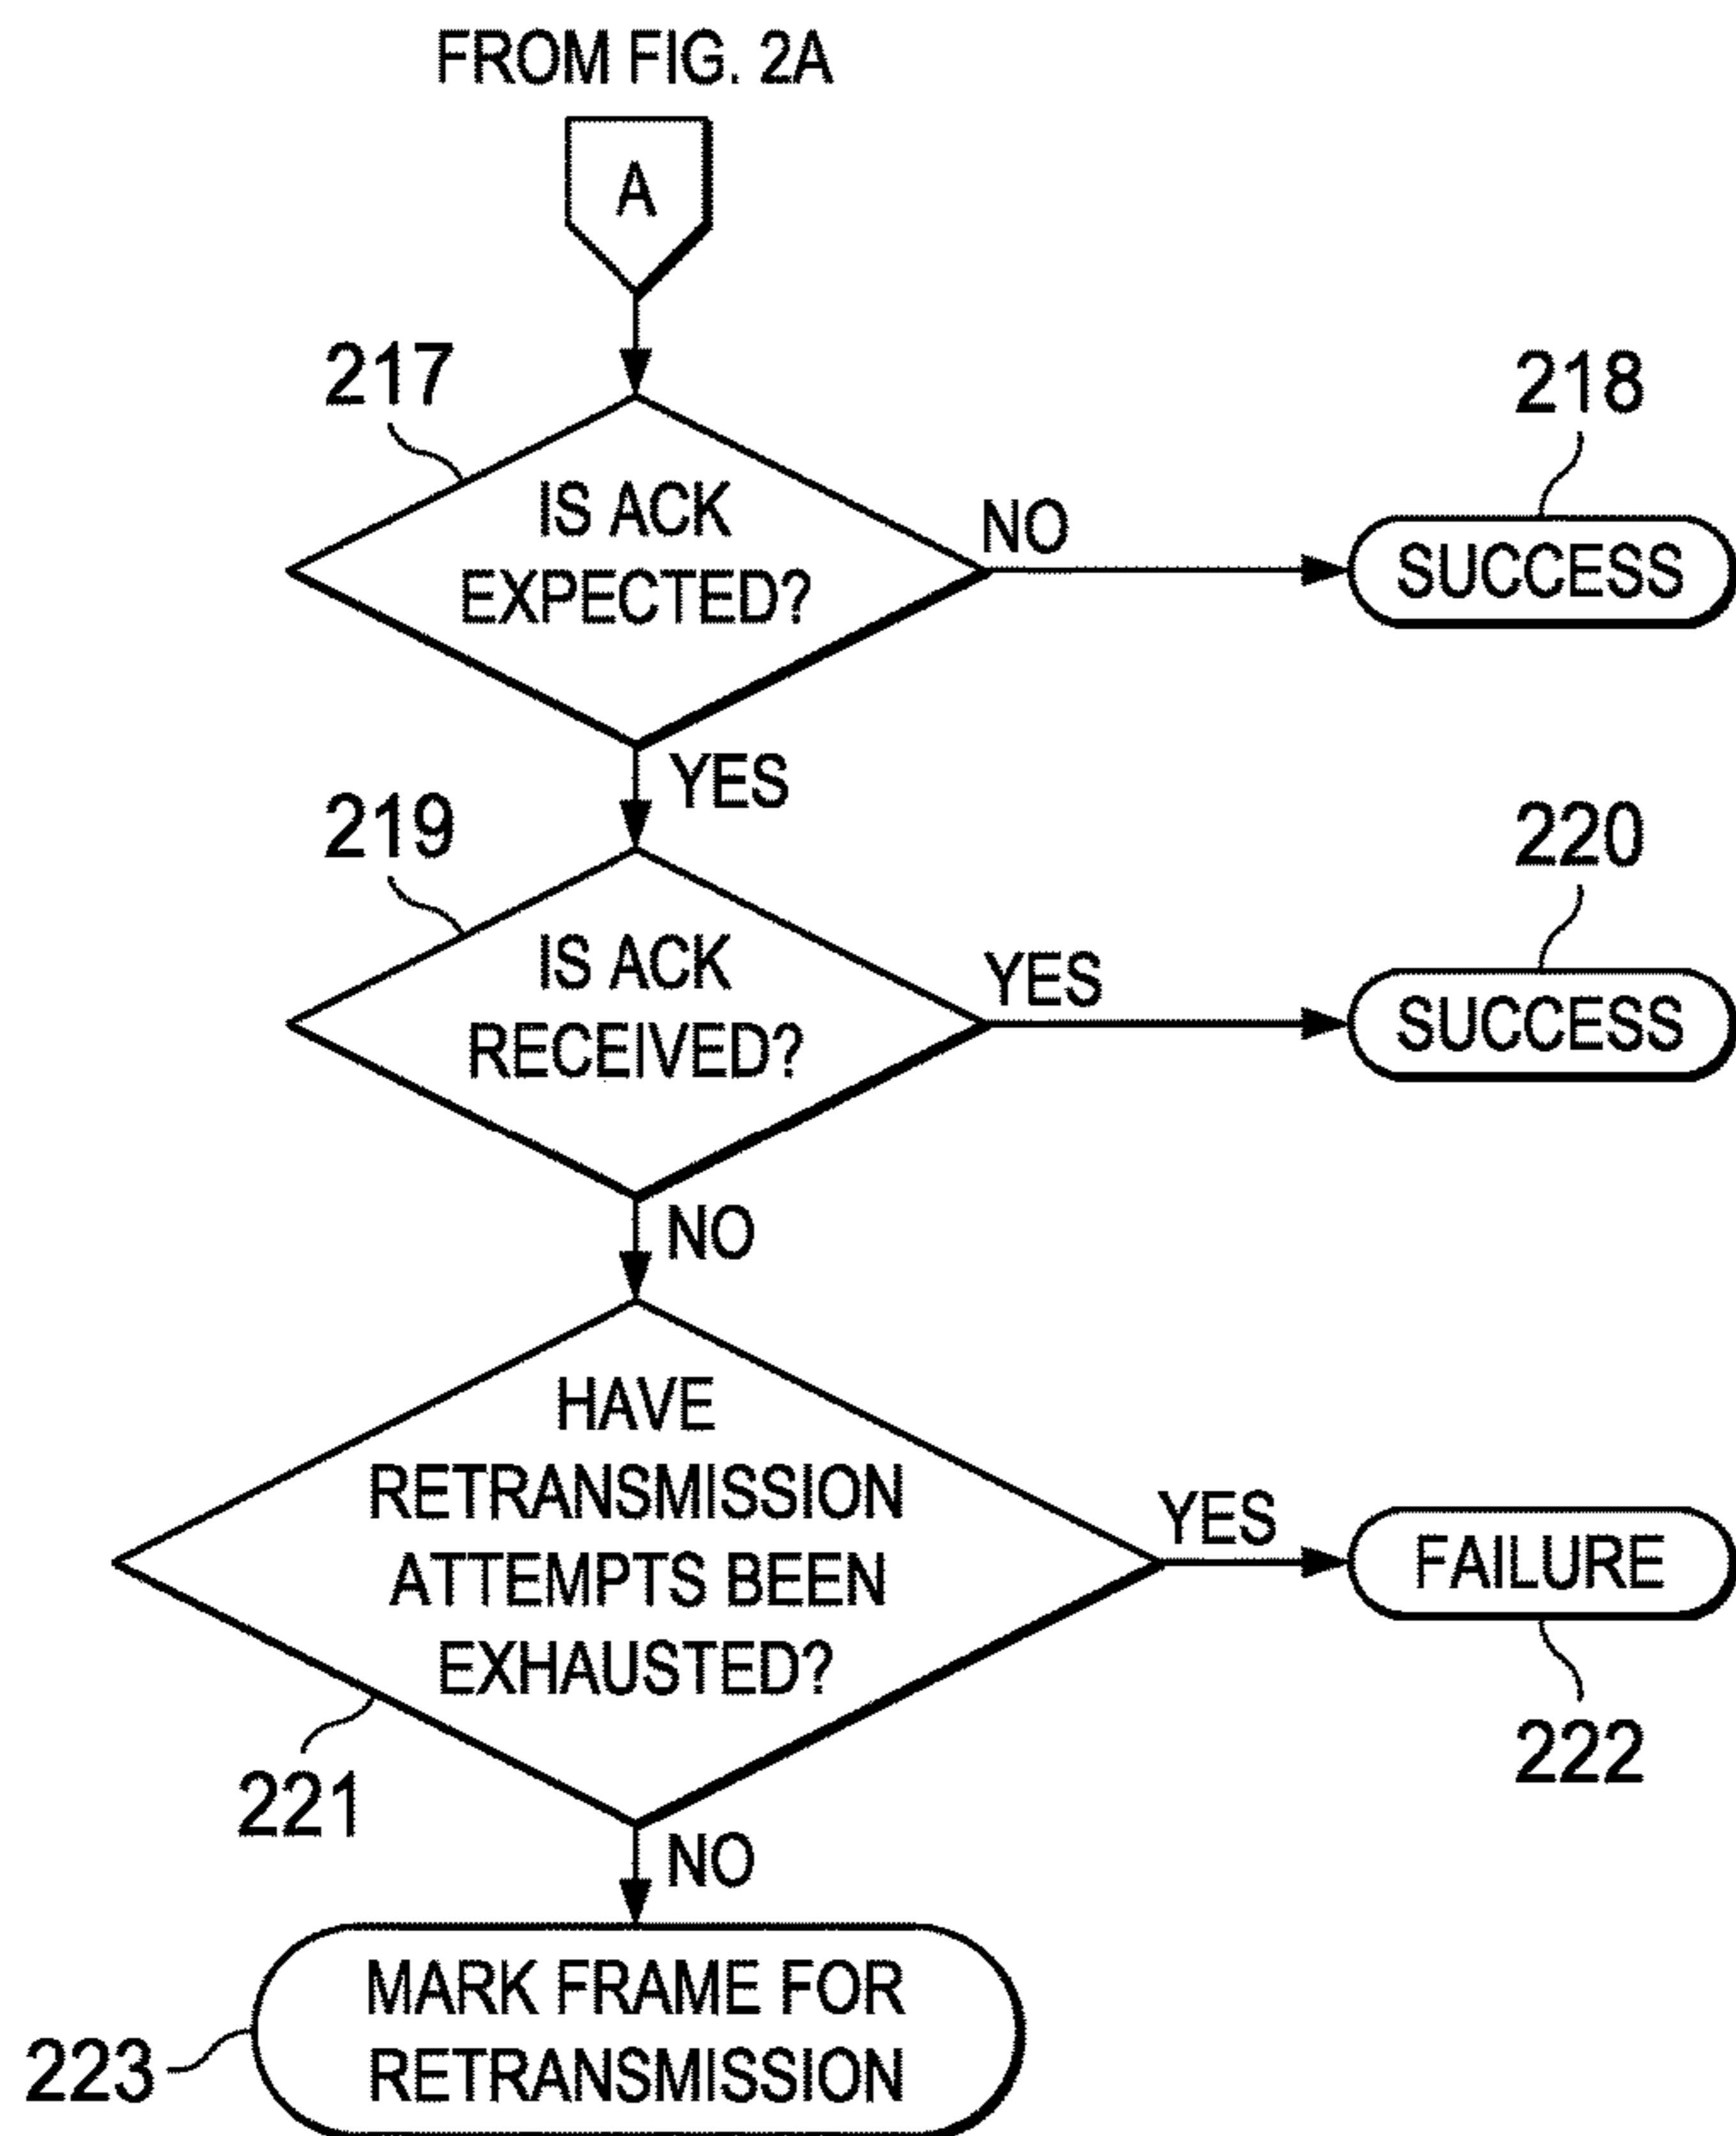 FROM FIG. 2A
A
217
218
IS ACK
EXPECTED?
NO
SUCCESS
YES
219
220
IS ACK
RECEIVED?
YES
SUCCESS
NO
HAVE
RETRANSMISSION
ATTEMPTS BEEN
EXHAUSTED?
YES
FAILURE
221
222
NO
MARK FRAME FOR
RETRANSMISSION
223